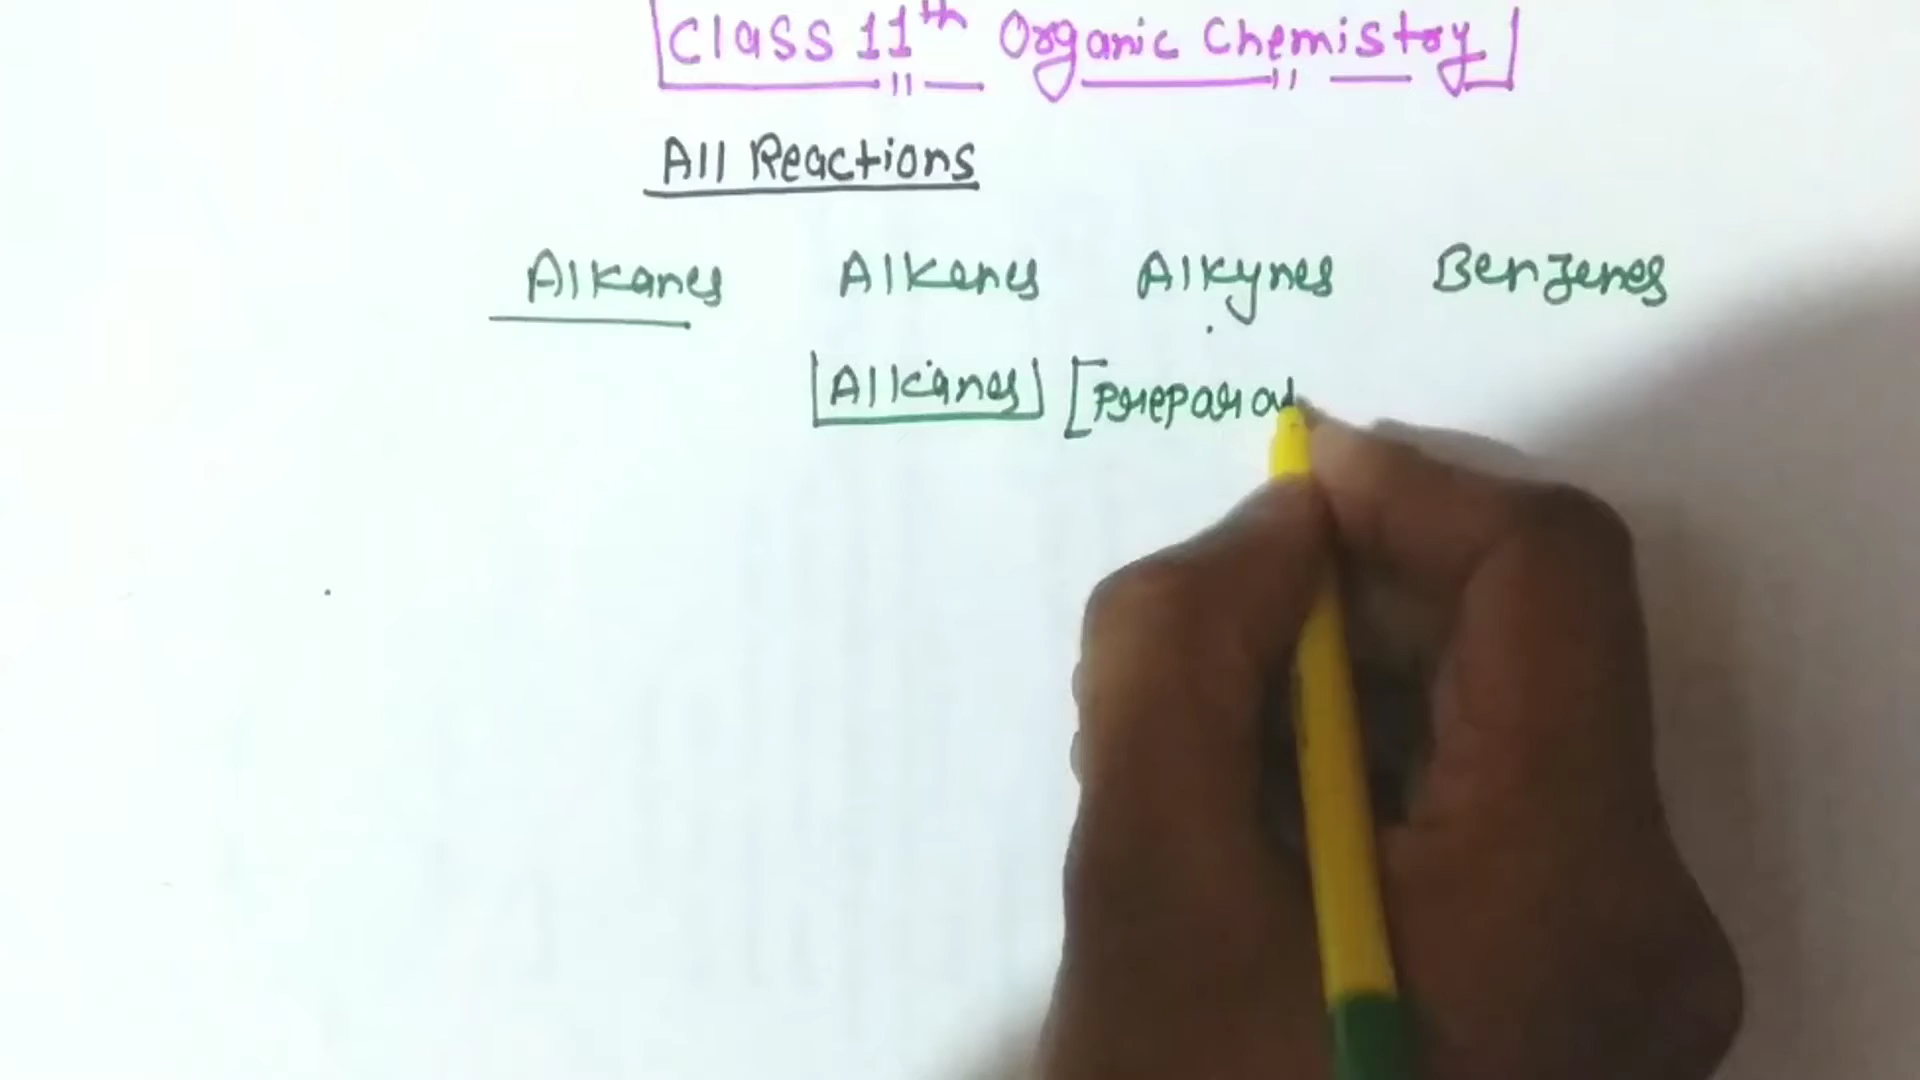 Class 11th Organic Chemistry
All Reactions
Alkanes Alkenes Alkynes Benzenes
Alkanes [Preparat